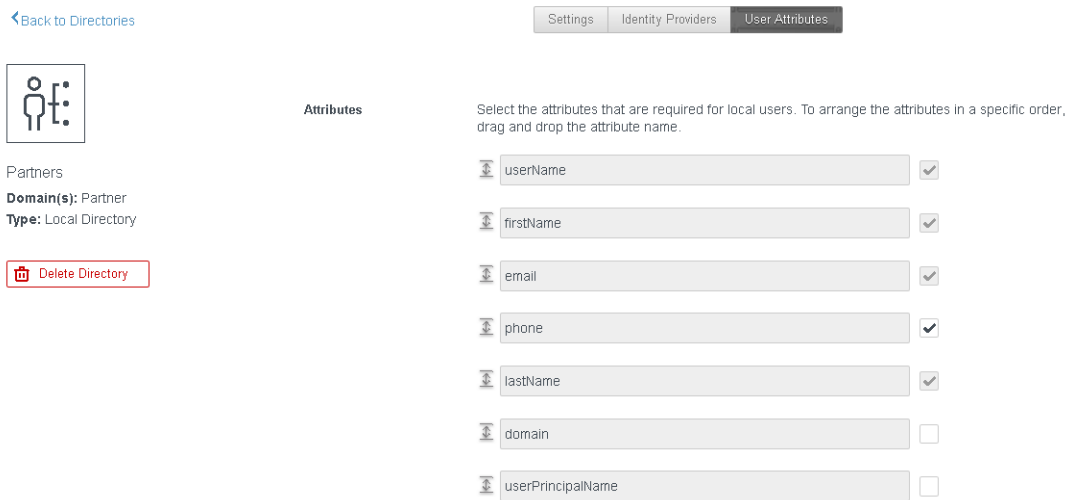 Back to Directories
Settings
Identity Providers
User Attributes
Partners
Domain(s): Partner
Type: Local Directory
Delete Directory
Attributes
Select the attributes that are required for local users. To arrange the attributes in a specific order,
drag and drop the attribute name.
userName
firstName
email
phone
lastName
domain
userPrincipalName